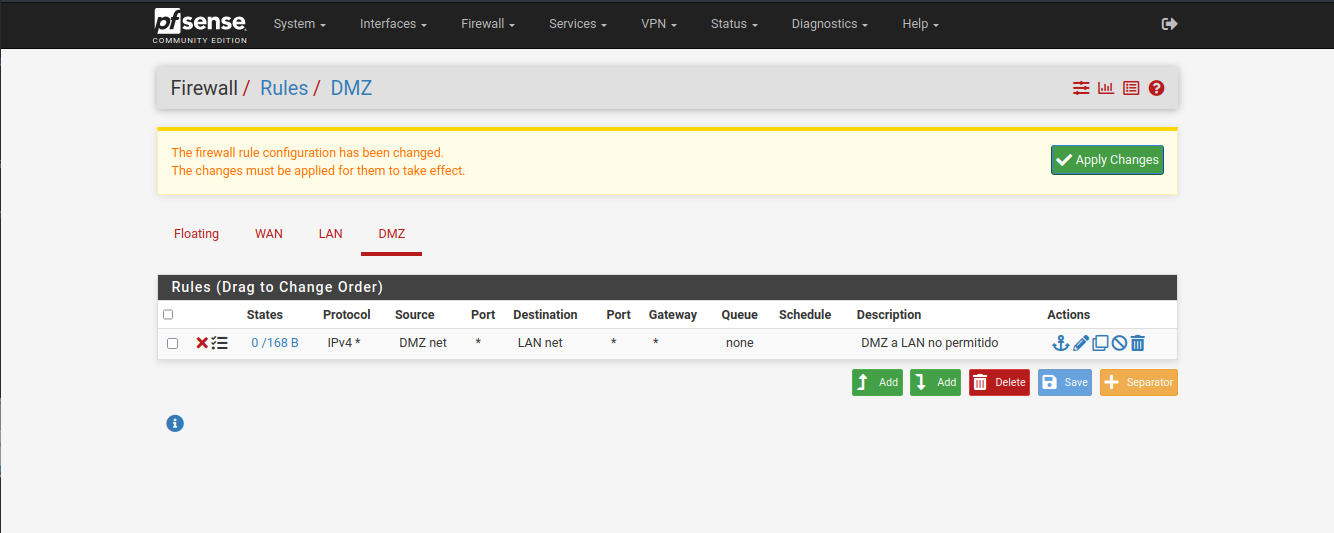 pfsense COMMUNITY EDITION System Interfaces Firewall Services VPN Status Diagnostics Help
Firewall / Rules / DMZ
The firewall rule configuration has been changed.
The changes must be applied for them to take effect.
Apply Changes
Floating WAN LAN DMZ
Rules (Drag to Change Order)
States Protocol Source Port Destination Port Gateway Queue Schedule Description Actions
0 /168 B IPv4 * DMZ net * LAN net * * none DMZ a LAN no permitido
Add Add Delete Save Separator